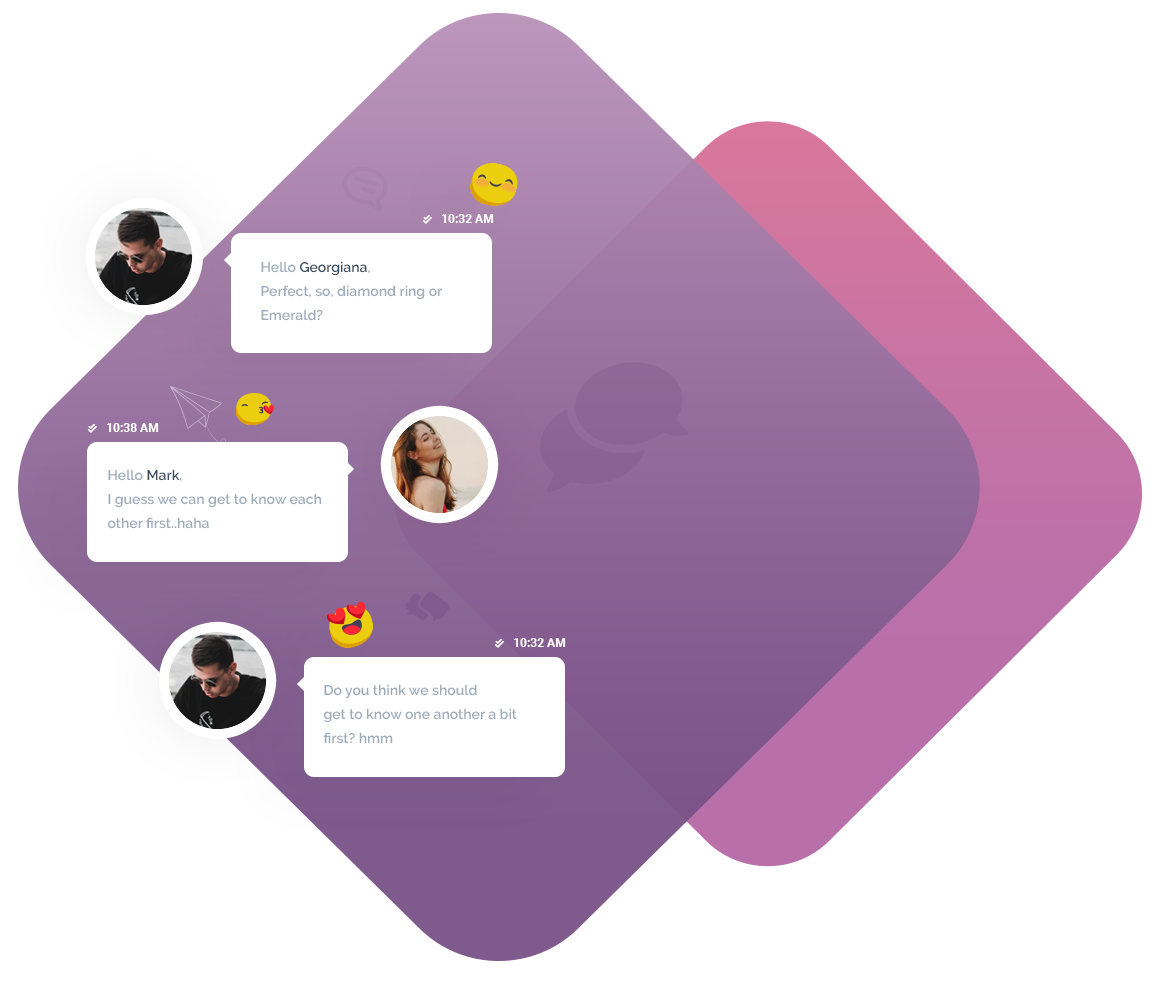 10:32 AM
Hello Georgiana,
Perfect, so, diamond ring or
Emerald?
10:38 AM
Hello Mark,
I guess we can get to know each
other first..haha
10:32 AM
Do you think we should
get to know one another a bit
first? hmm